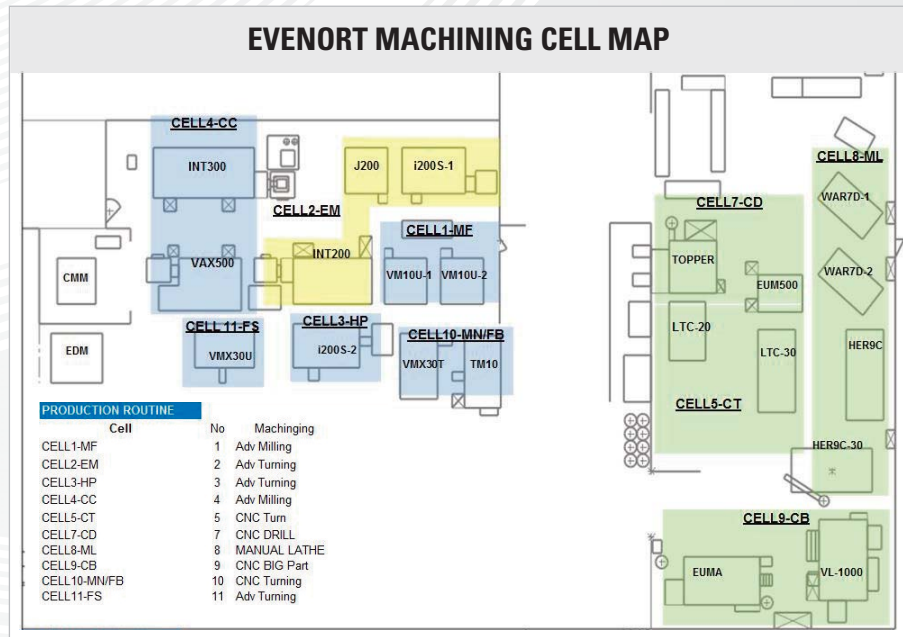 EVENORT MACHINING CELL MAP
CELL4-CC
INT300
J200
i200S-1
CELL2-EM
CELL8-ML
WAR7D-1
CELL7-CD
CELL1-MF
CMM
VAX500
INT200
VM10U-1
VM10U-2
TOPPER
EUM500
WAR7D-2
CELL 11-FS
CELL3-HP
CELL10-MN/FB
LTC-20
EDM
VMX30U
i200S-2
VMX30T
TM10
LTC-30
HER9C
CELL5-CT
HER9C-30
CELL9-CB
EUMA
VL-1000
PRODUCTION ROUTINE
Cell No Machinging
CELL1-MF 1 Adv Milling
CELL2-EM 2 Adv Turning
CELL3-HP 3 Adv Turning
CELL4-CC 4 Adv Milling
CELL5-CT 5 CNC Turn
CELL7-CD 7 CNC DRILL
CELL8-ML 8 MANUAL LATHE
CELL9-CB 9 CNC BIG Part
CELL10-MN/FB 10 CNC Turning
CELL11-FS 11 Adv Turning